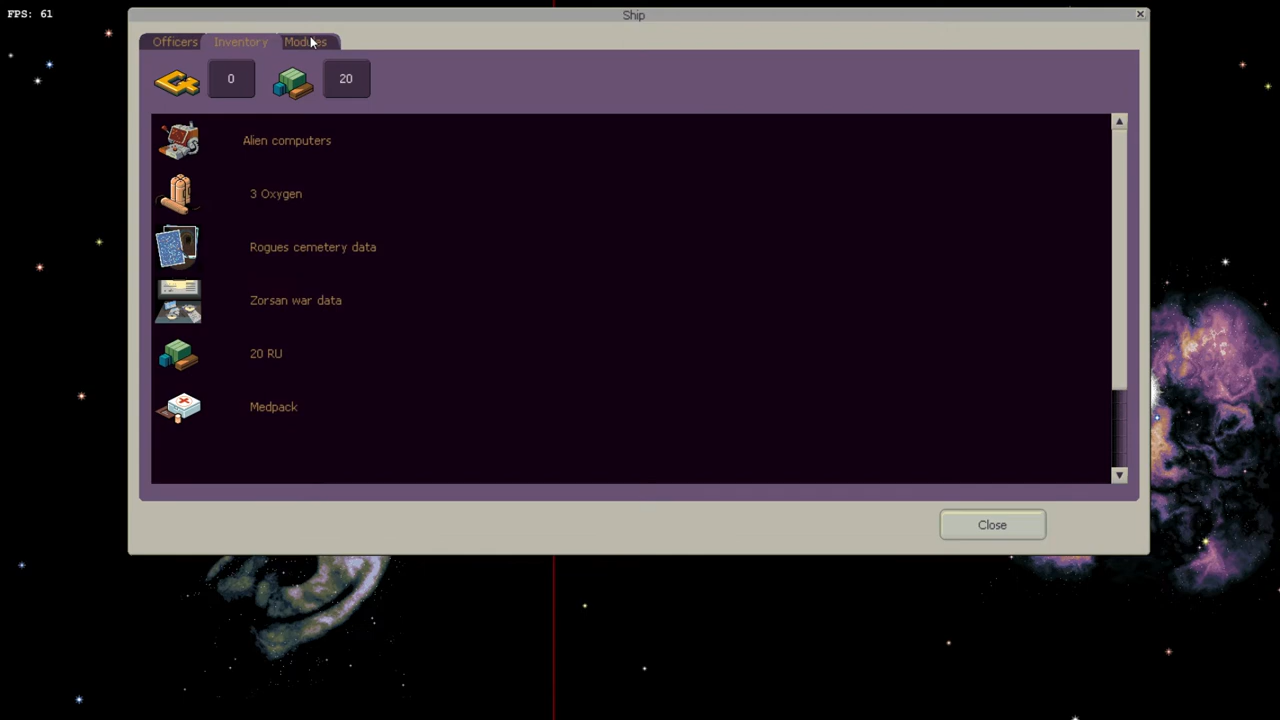 FPS: 61
Ship
Officers
Inventory
Modules
0
20
Alien computers
3 Oxygen
Rogues cemetery data
Zorsan war data
20 RU
Medpack
Close